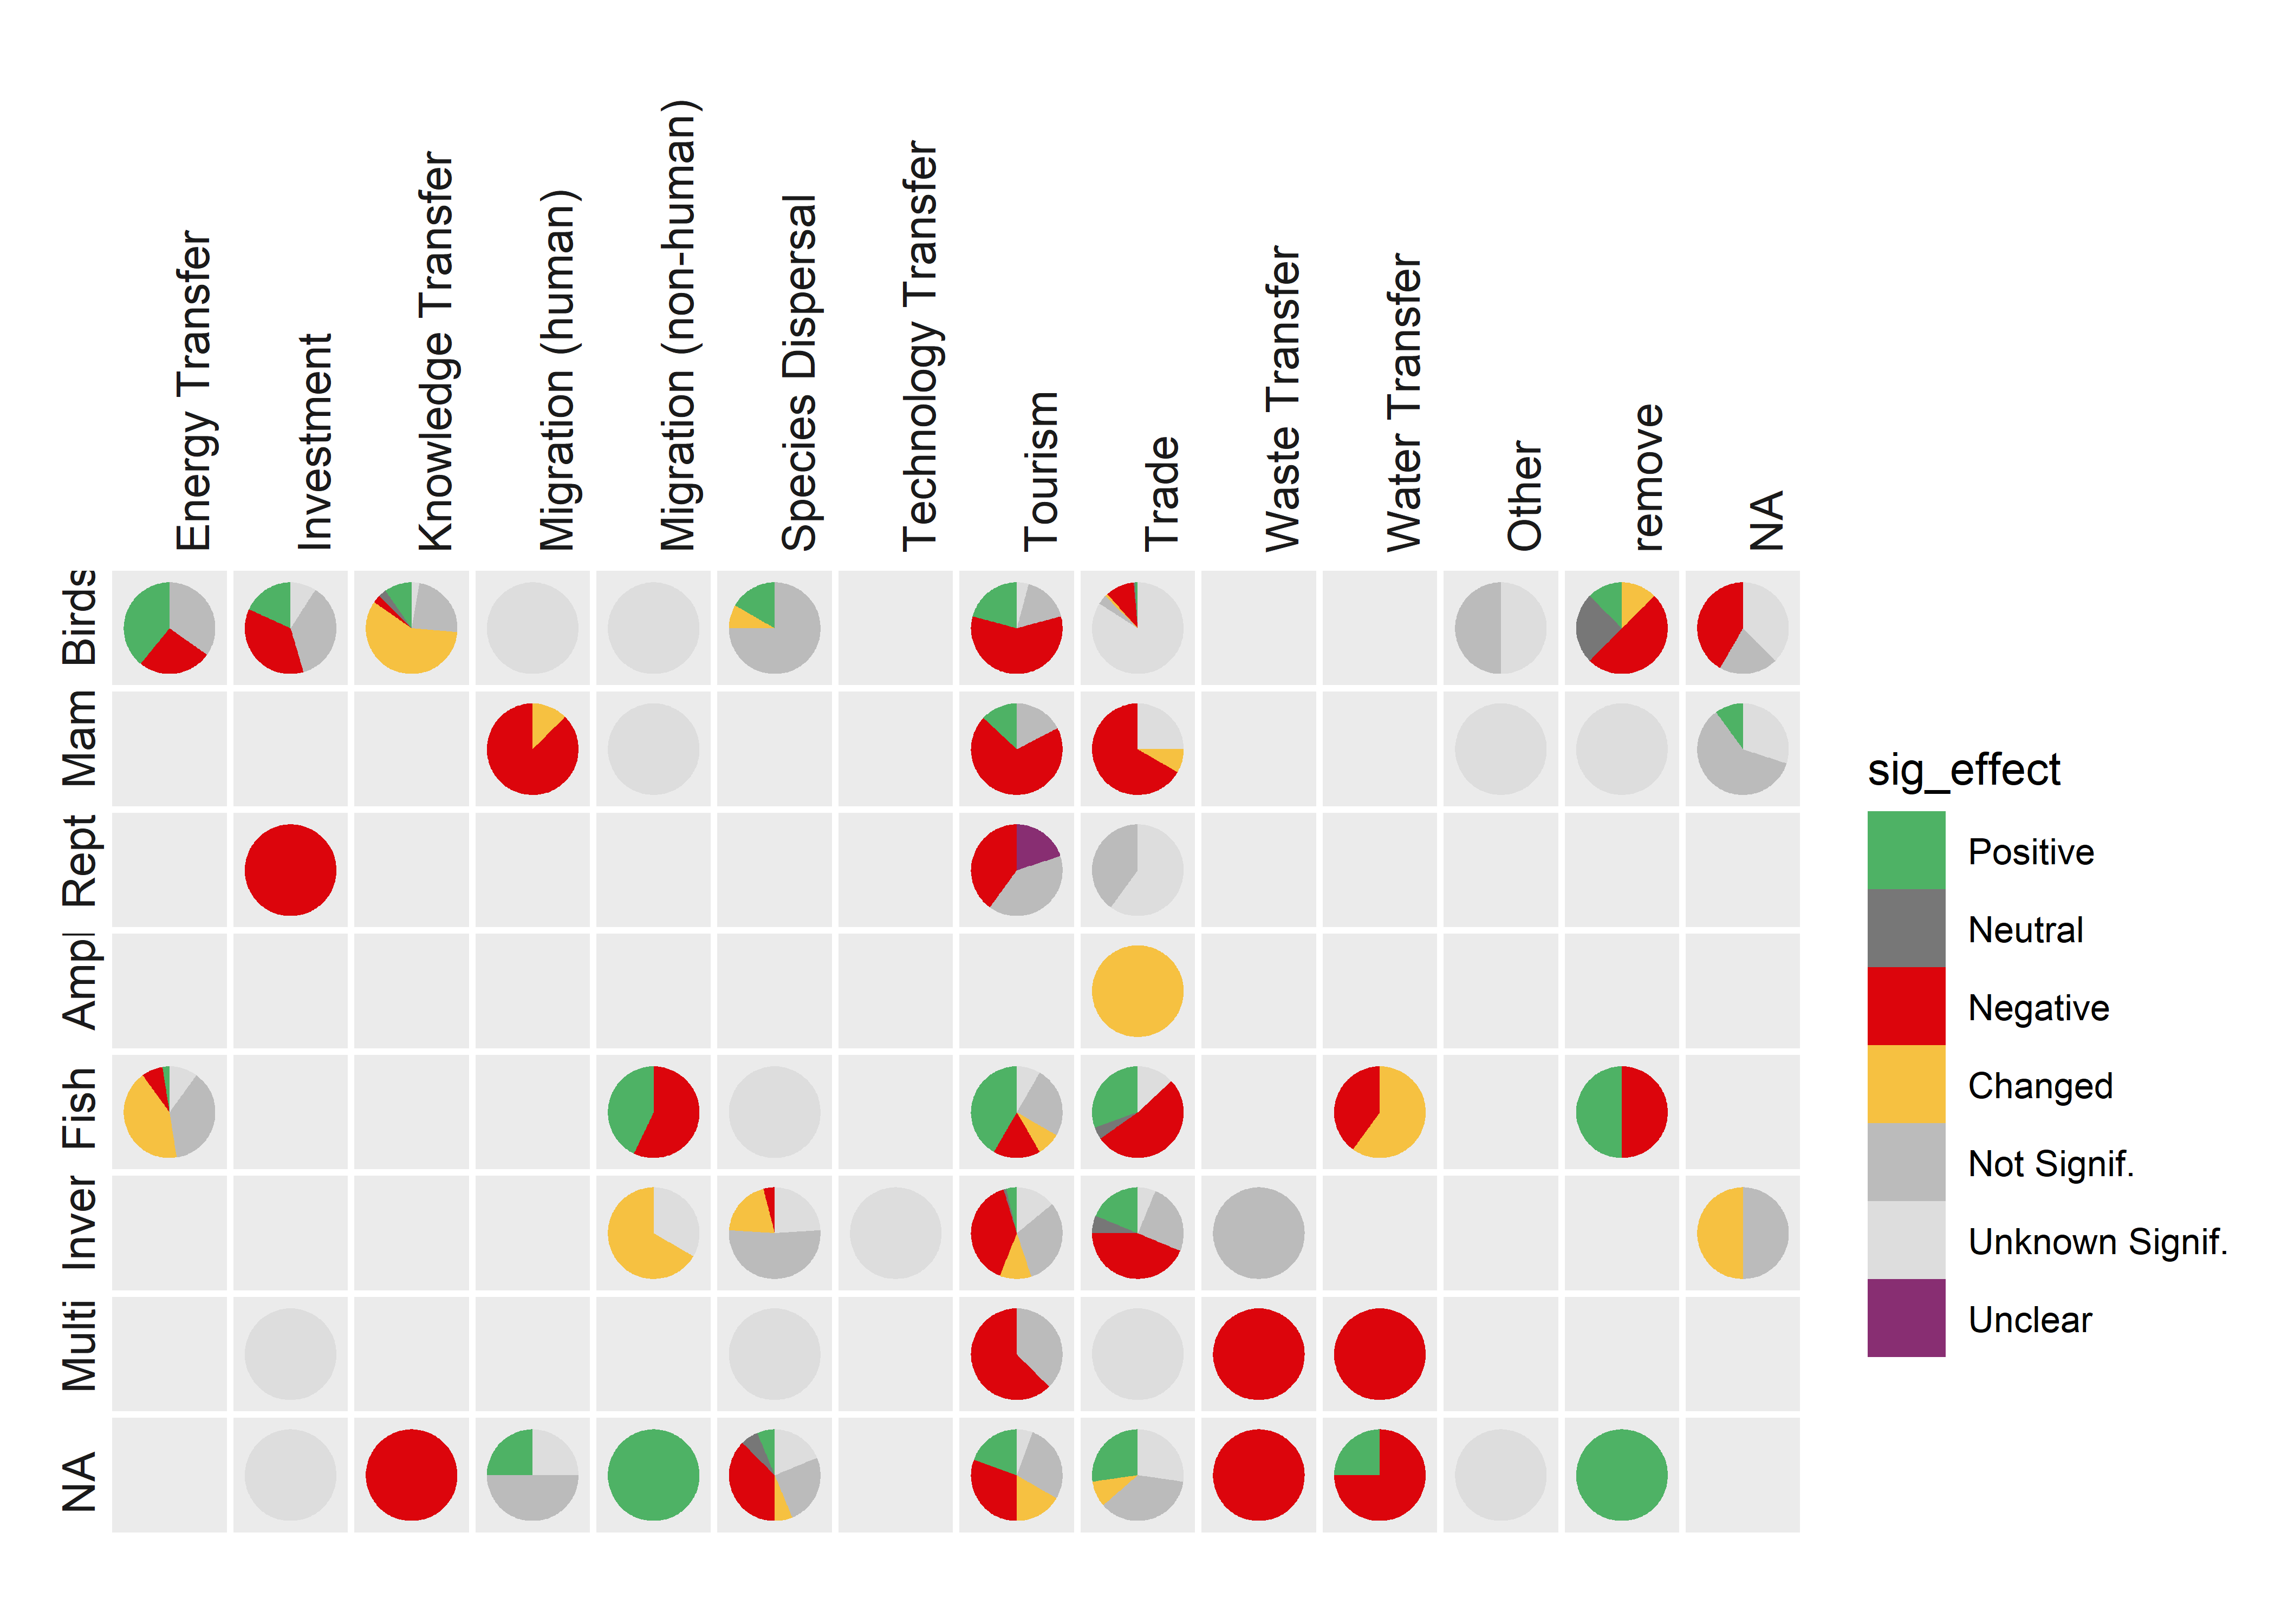 Energy Transfer
Investment
Knowledge Transfer
Migration (human)
Migration (non-human)
Species Dispersal
Technology Transfer
Tourism
Trade
Waste Transfer
Water Transfer
Other
remove
NA
Birds
Mam
Rept
Amp
Fish
Inver
Multi
NA
sig_effect
Positive
Neutral
Negative
Changed
Not Signif.
Unknown Signif.
Unclear